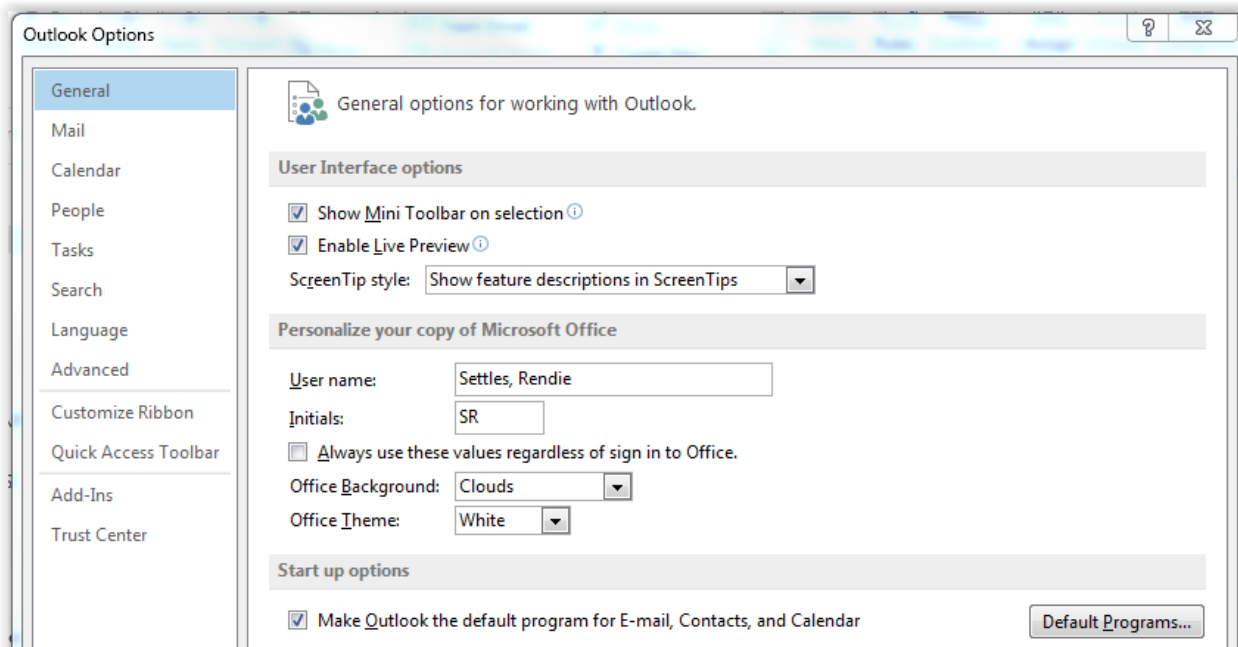 Outlook Options
General
Mail
Calendar
People
Tasks
Search
Language
Advanced
Customize Ribbon
Quick Access Toolbar
Add-Ins
Trust Center
General options for working with Outlook.
User Interface options
Show Mini Toolbar on selection
Enable Live Preview
ScreenTip style: Show feature descriptions in ScreenTips
Personalize your copy of Microsoft Office
User name: Settles, Rendie
Initials: SR
Always use these values regardless of sign in to Office.
Office Background: Clouds
Office Theme: White
Start up options
Make Outlook the default program for E-mail, Contacts, and Calendar
Default Programs...